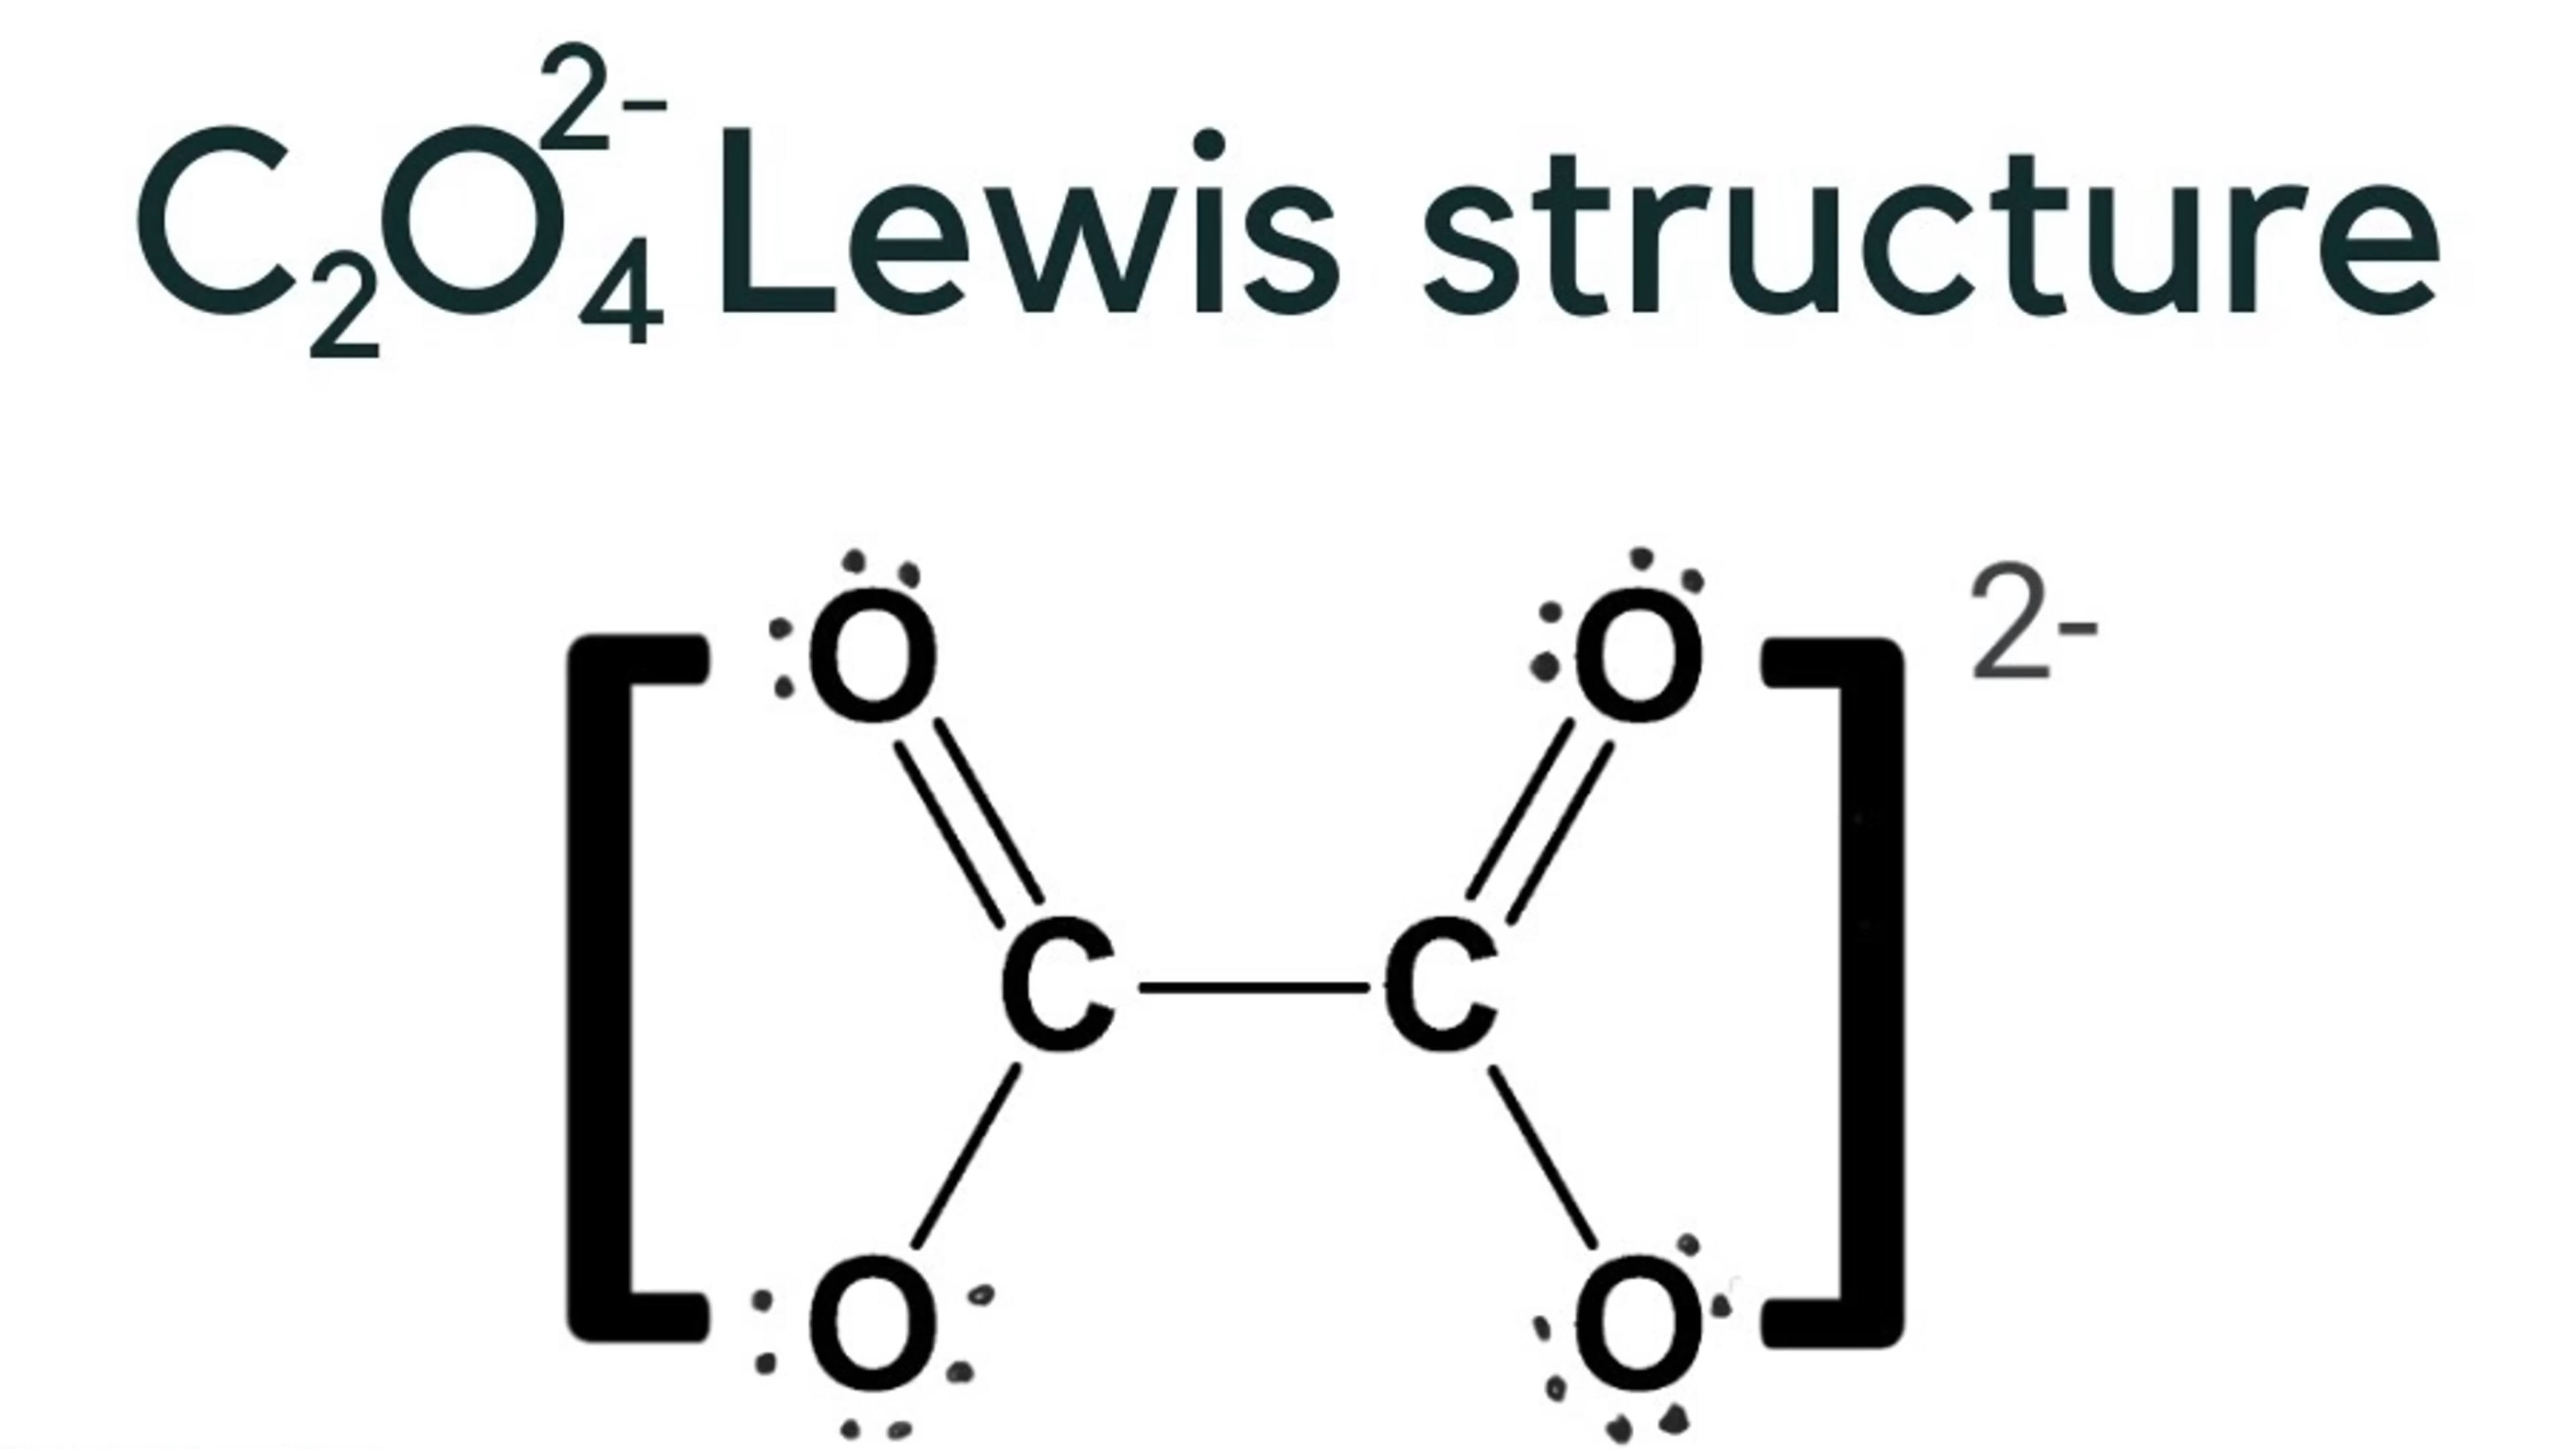 C₂O₄²⁻ Lewis structure
O O 2-
C C
O O